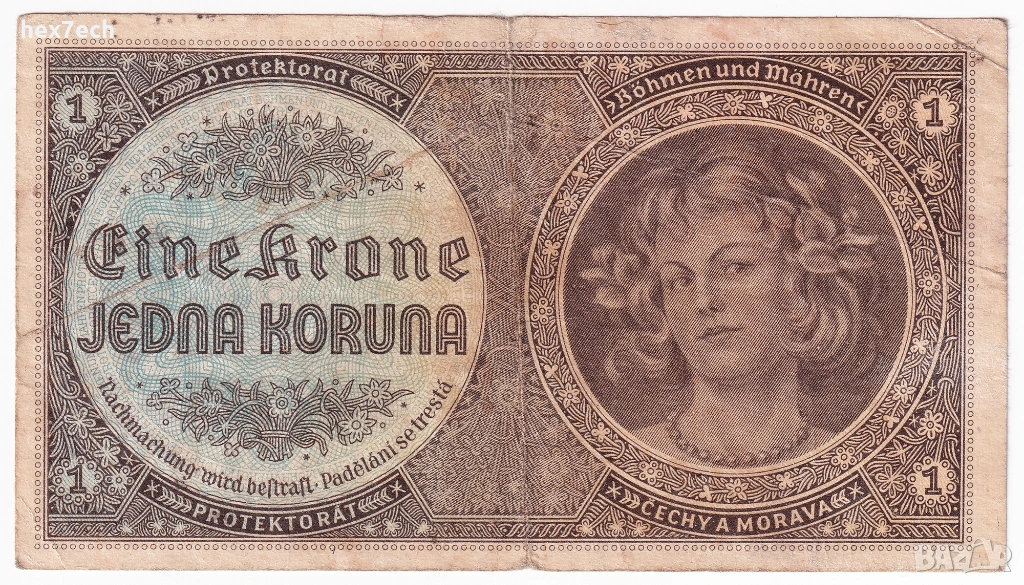 hex7ech
Protektorat
Böhmen und Mähren
1
1
Eine Krone
JEDNA KORUNA
Nachmachung wird bestraft · Padělání se trestá
1
1
PROTEKTORÁT
ČECHY A MORAVA
BAZAR